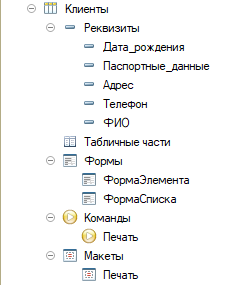 Клиенты
Реквизиты
Дата_рождения
Паспортные_данные
Адрес
Телефон
ФИО
Табличные части
Формы
ФормаЭлемента
ФормаСписка
Команды
Печать
Макеты
Печать